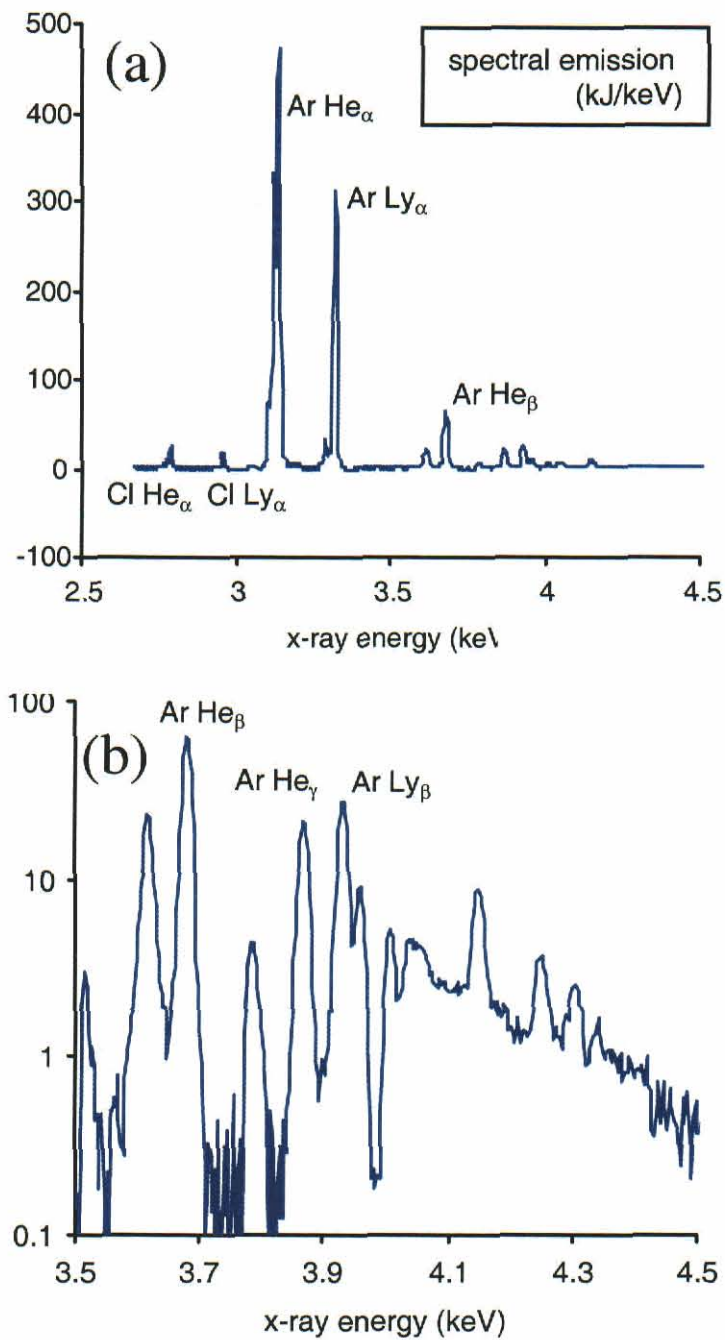 500
(a)
spectral emission
(kJ/keV)
400
Ar Heα
Ar Lyα
300
200
100
Ar Heβ
0
Cl Heα Cl Lyα
-100
2.5 3 3.5 4 4.5
x-ray energy (keV
100
Ar Heβ
(b)
Ar Heγ Ar Lyβ
10
1
0.1
3.5 3.7 3.9 4.1 4.3 4.5
x-ray energy (keV)